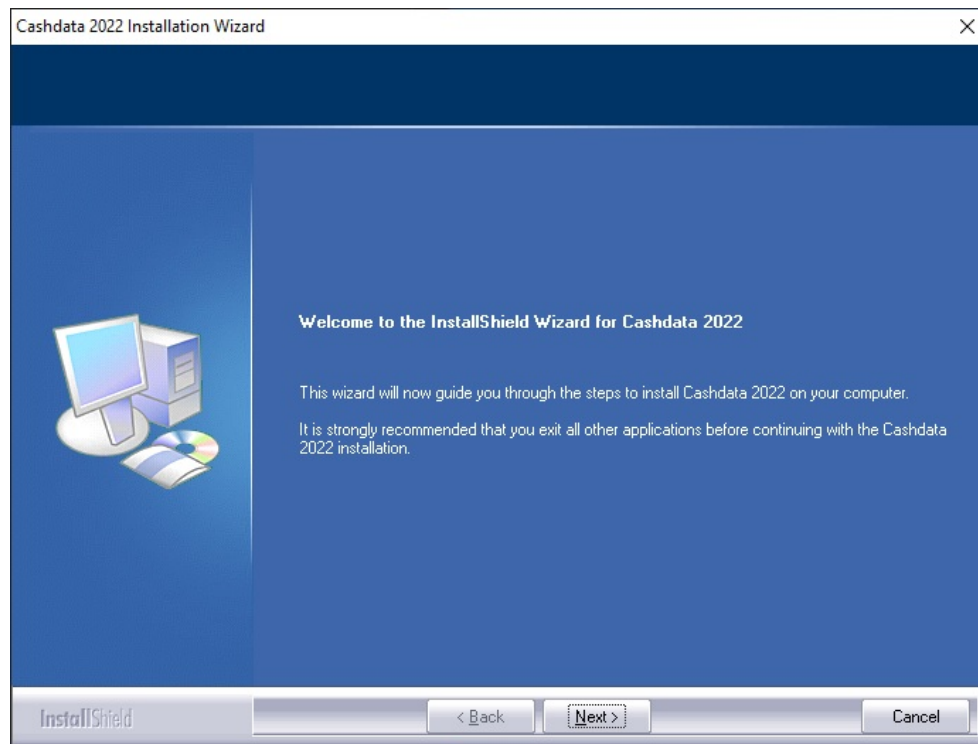 Cashdata 2022 Installation Wizard
Welcome to the InstallShield Wizard for Cashdata 2022
This wizard will now guide you through the steps to install Cashdata 2022 on your computer.
It is strongly recommended that you exit all other applications before continuing with the Cashdata
2022 installation.
InstallShield
< Back
Next >
Cancel